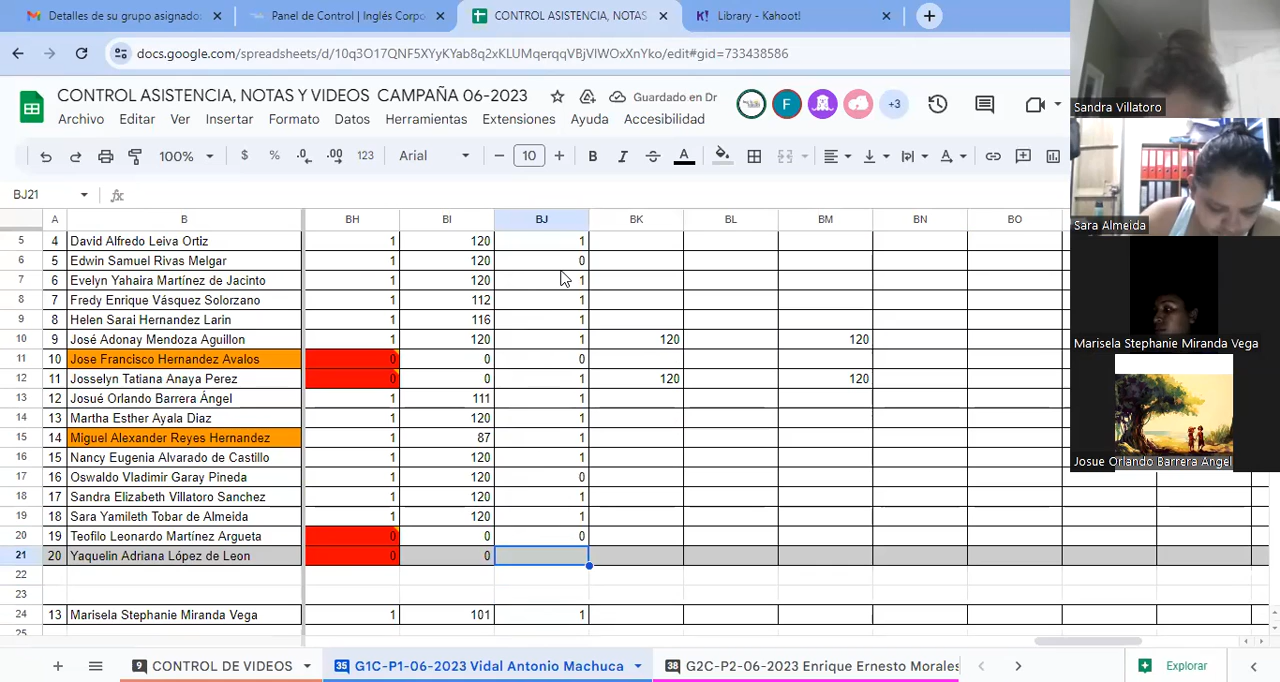 Detalles de su grupo asignado:
Panel de Control | Inglés Corpo
CONTROL ASISTENCIA, NOTAS
Library - Kahoot!
docs.google.com/spreadsheets/d/10q3O17QNF5XYyKYab8q2xKLUMqerqqVBjVIWOxXnYko/edit#gid=733438586
CONTROL ASISTENCIA, NOTAS Y VIDEOS CAMPAÑA 06-2023
Guardado en Dr
F
+3
Archivo Editar Ver Insertar Formato Datos Herramientas Extensiones Ayuda Accesibilidad
100% $ % .0 .00 123 Arial 10 B I A
BJ21 fx
A B BH BI BJ BK BL BM BN BO
5 4 David Alfredo Leiva Ortiz 1 120 1
6 5 Edwin Samuel Rivas Melgar 1 120 0
7 6 Evelyn Yahaira Martínez de Jacinto 1 120 1
8 7 Fredy Enrique Vásquez Solorzano 1 112 1
9 8 Helen Sarai Hernandez Larín 1 1
10 9 José Adonay Mendoza Aguillon 1 1 120 120
11 10 Jose Francisco Hernandez Avalos 0 0 0
12 11 Josselyn Tatiana Anaya Perez 0 0 1 120 120
13 12 Josué Orlando Barrera Ángel 1 111 1
14 13 Martha Esther Ayala Diaz 1 120 1
15 14 Miguel Alexander Reyes Hernandez 1 87 1
16 15 Nancy Eugenia Alvarado de Castillo 1 120 1
17 16 Oswaldo Vladimir Garay Pineda 1 120 0
18 17 Sandra Elizabeth Villatoro Sanchez 1 120 1
19 18 Sara Yamileth Tobar de Almeida 1 120 1
20 19 Teofilo Leonardo Martínez Argueta 0 0 0
21 20 Yaquelin Adriana López de Leon 0 0
22
23
24 13 Marisela Stephanie Miranda Vega 1 101 1
25
9 CONTROL DE VIDEOS
35 G1C-P1-06-2023 Vidal Antonio Machuca
38 G2C-P2-06-2023 Enrique Ernesto Morales
Explorar
Sandra Villatoro
Sara Almeida
Marisela Stephanie Miranda Vega
Josue Orlando Barrera Angel